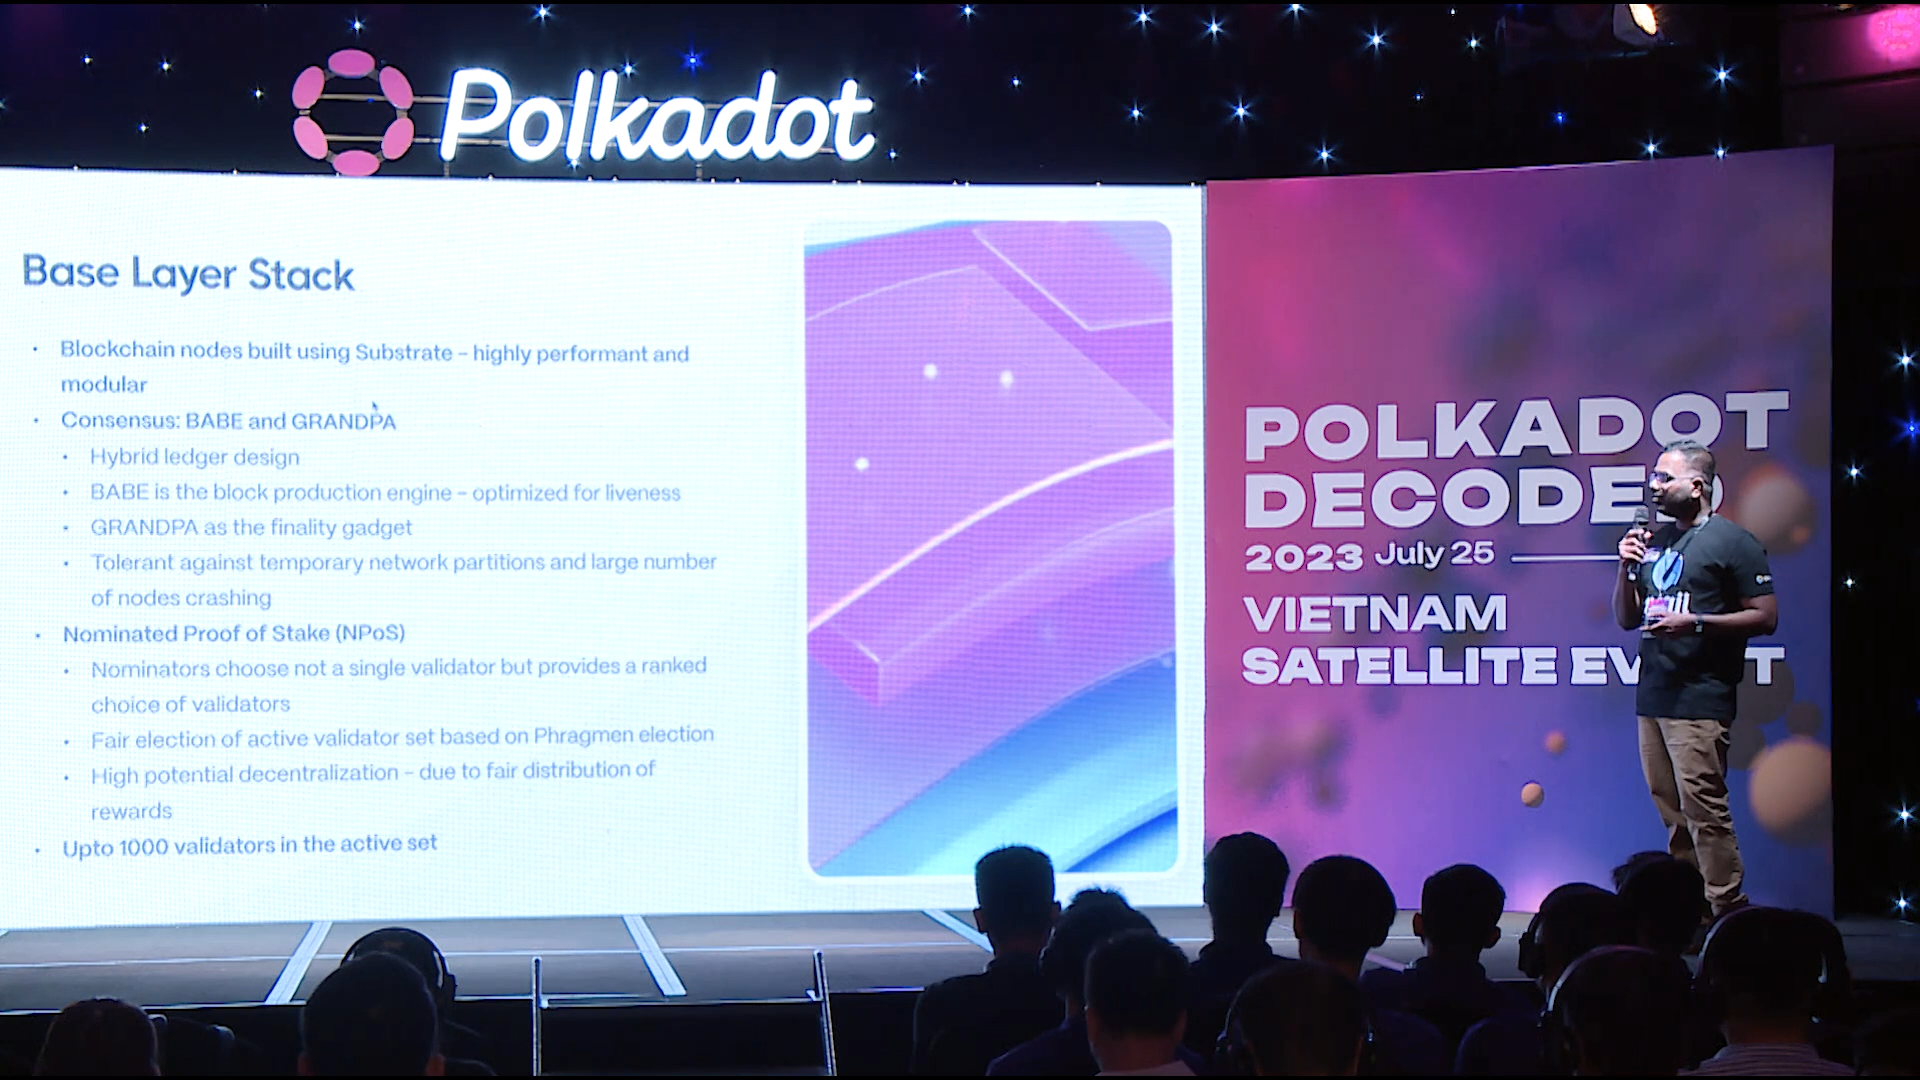 Polkadot
Base Layer Stack
• Blockchain nodes built using Substrate – highly performant and
modular
• Consensus: BABE and GRANDPA
• Hybrid ledger design
• BABE is the block production engine – optimized for liveness
• GRANDPA as the finality gadget
• Tolerant against temporary network partitions and large number
of nodes crashing
• Nominated Proof of Stake (NPoS)
• Nominators choose not a single validator but provides a ranked
choice of validators
• Fair election of active validator set based on Phragmen election
• High potential decentralization – due to fair distribution of
rewards
• Upto 1000 validators in the active set
POLKADOT
DECODED
2023 July 25
VIETNAM
SATELLITE EV T